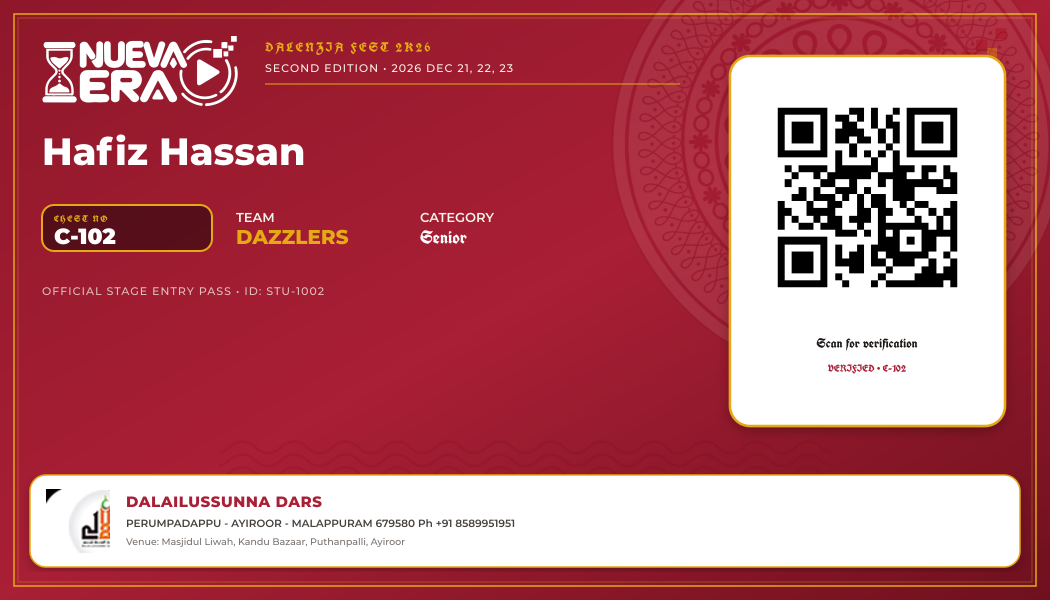 NUEVA
ERA
DALENZIA FEST 2K26
SECOND EDITION • 2026 DEC 21, 22, 23
Hafiz Hassan
CHEST NO
C-102
TEAM
DAZZLERS
CATEGORY
Senior
OFFICIAL STAGE ENTRY PASS • ID: STU-1002
Scan for verification
VERIFIED • C-102
DALAILUSSUNNA DARS
PERUMPADAPPU - AYIROOR - MALAPPURAM 679580 Ph +91 8589951951
Venue: Masjidul Liwah, Kandu Bazaar, Puthanpalli, Ayiroor